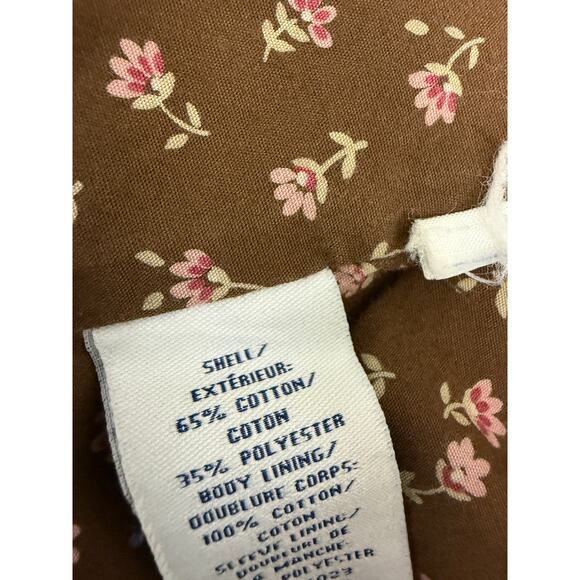 SHELL/
EXTÉRIEUR:
65% COTTON/
COTON
35% POLYESTER
BODY LINING/
DOUBLURE CORPS:
100% COTTON/
COTON
SLEEVE LINING/
DOUBLEURE DE
MANCHE:
POLYESTER